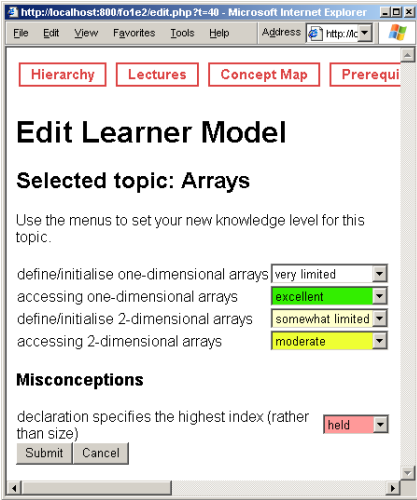 http://localhost:800/fo1e2/edit.php?t=40 - Microsoft Internet Explorer
File Edit View Favorites Tools Help Address http://lc
Hierarchy Lectures Concept Map Prerequi
Edit Learner Model
Selected topic: Arrays
Use the menus to set your new knowledge level for this
topic.
define/initialise one-dimensional arrays very limited
accessing one-dimensional arrays excellent
define/initialise 2-dimensional arrays somewhat limited
accessing 2-dimensional arrays moderate
Misconceptions
declaration specifies the highest index (rather
than size) held
Submit Cancel